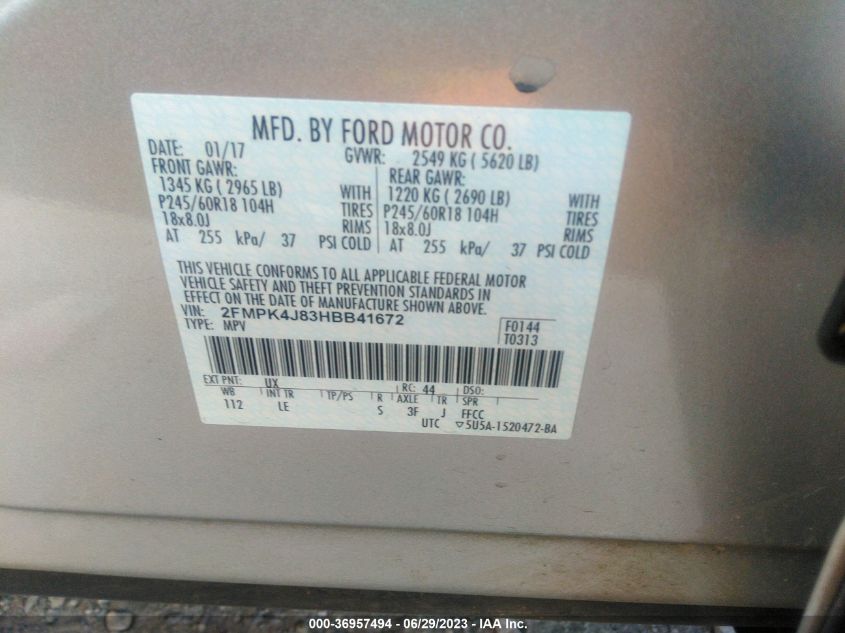 MFD. BY FORD MOTOR CO.
DATE: 01/17 GVWR: 2549 KG ( 5620 LB)
FRONT GAWR: REAR GAWR:
1345 KG ( 2965 LB) WITH 1220 KG ( 2690 LB) WITH
P245/60R18 104H TIRES P245/60R18 104H TIRES
18x8.0J RIMS 18x8.0J RIMS
AT 255 kPa/ 37 PSI COLD AT 255 kPa/ 37 PSI COLD
THIS VEHICLE CONFORMS TO ALL APPLICABLE FEDERAL MOTOR
VEHICLE SAFETY AND THEFT PREVENTION STANDARDS IN
EFFECT ON THE DATE OF MANUFACTURE SHOWN ABOVE.
VIN: 2FMPK4J83HBB41672
TYPE: MPV F0144
T0313
EXT PNT: UX RC: 44 DSO:
WB INT TR TP/PS R AXLE TR SPR
112 LE S 3F J FFCC
UTC ▽5U5A-1520472-BA
000-36957494 | 06/29/2023 - IAA Inc.